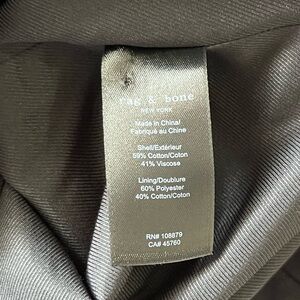 rag & bone
NEW YORK
Made in China/
Fabriqué au Chine
Shell/Extérieur
59% Cotton/Coton
41% Viscose
Lining/Doublure
60% Polyester
40% Cotton/Coton
RN# 108879
CA# 45760